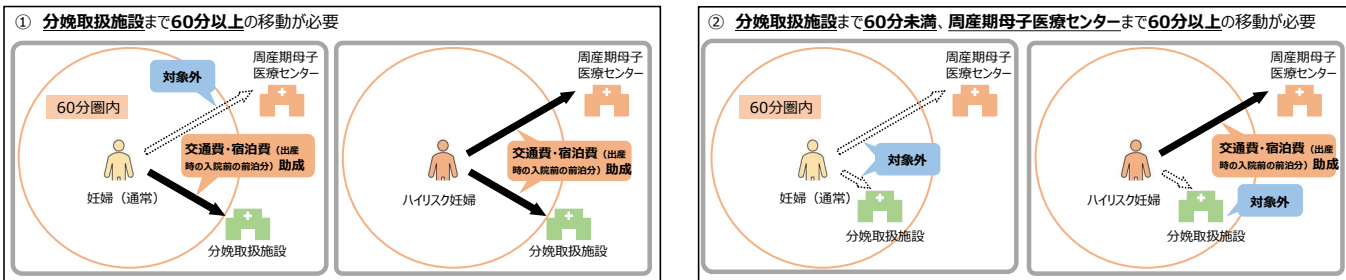 ① 分娩取扱施設まで60分以上の移動が必要
周産期母子
医療センター
対象外
60分圏内
交通費・宿泊費（出産
時の入院前の前泊分）助成
妊婦（通常）
分娩取扱施設
周産期母子
医療センター
交通費・宿泊費（出産
時の入院前の前泊分）助成
ハイリスク妊婦
分娩取扱施設
② 分娩取扱施設まで60分未満、周産期母子医療センターまで60分以上の移動が必要
周産期母子
医療センター
60分圏内
対象外
妊婦（通常）
分娩取扱施設
周産期母子
医療センター
交通費・宿泊費（出産
時の入院前の前泊分）助成
ハイリスク妊婦
対象外
分娩取扱施設